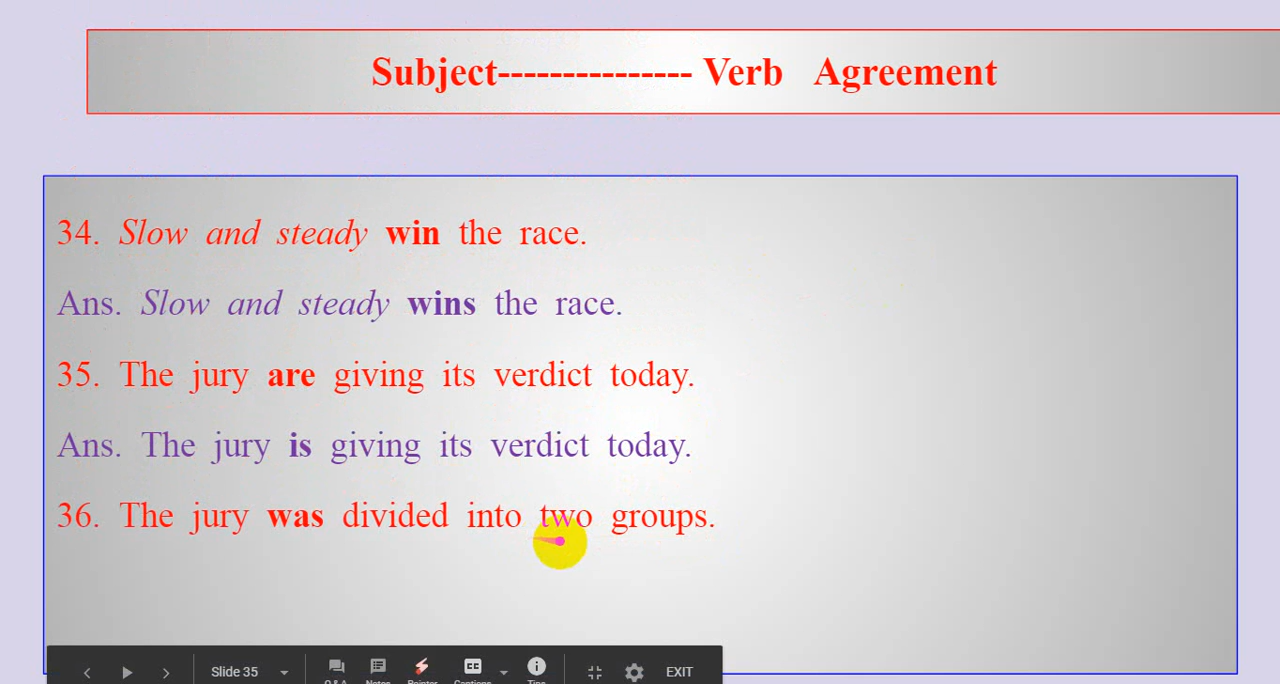 Subject--------------- Verb Agreement
34. Slow and steady win the race.
Ans. Slow and steady wins the race.
35. The jury are giving its verdict today.
Ans. The jury is giving its verdict today.
36. The jury was divided into two groups.
Slide 35
CC
EXIT